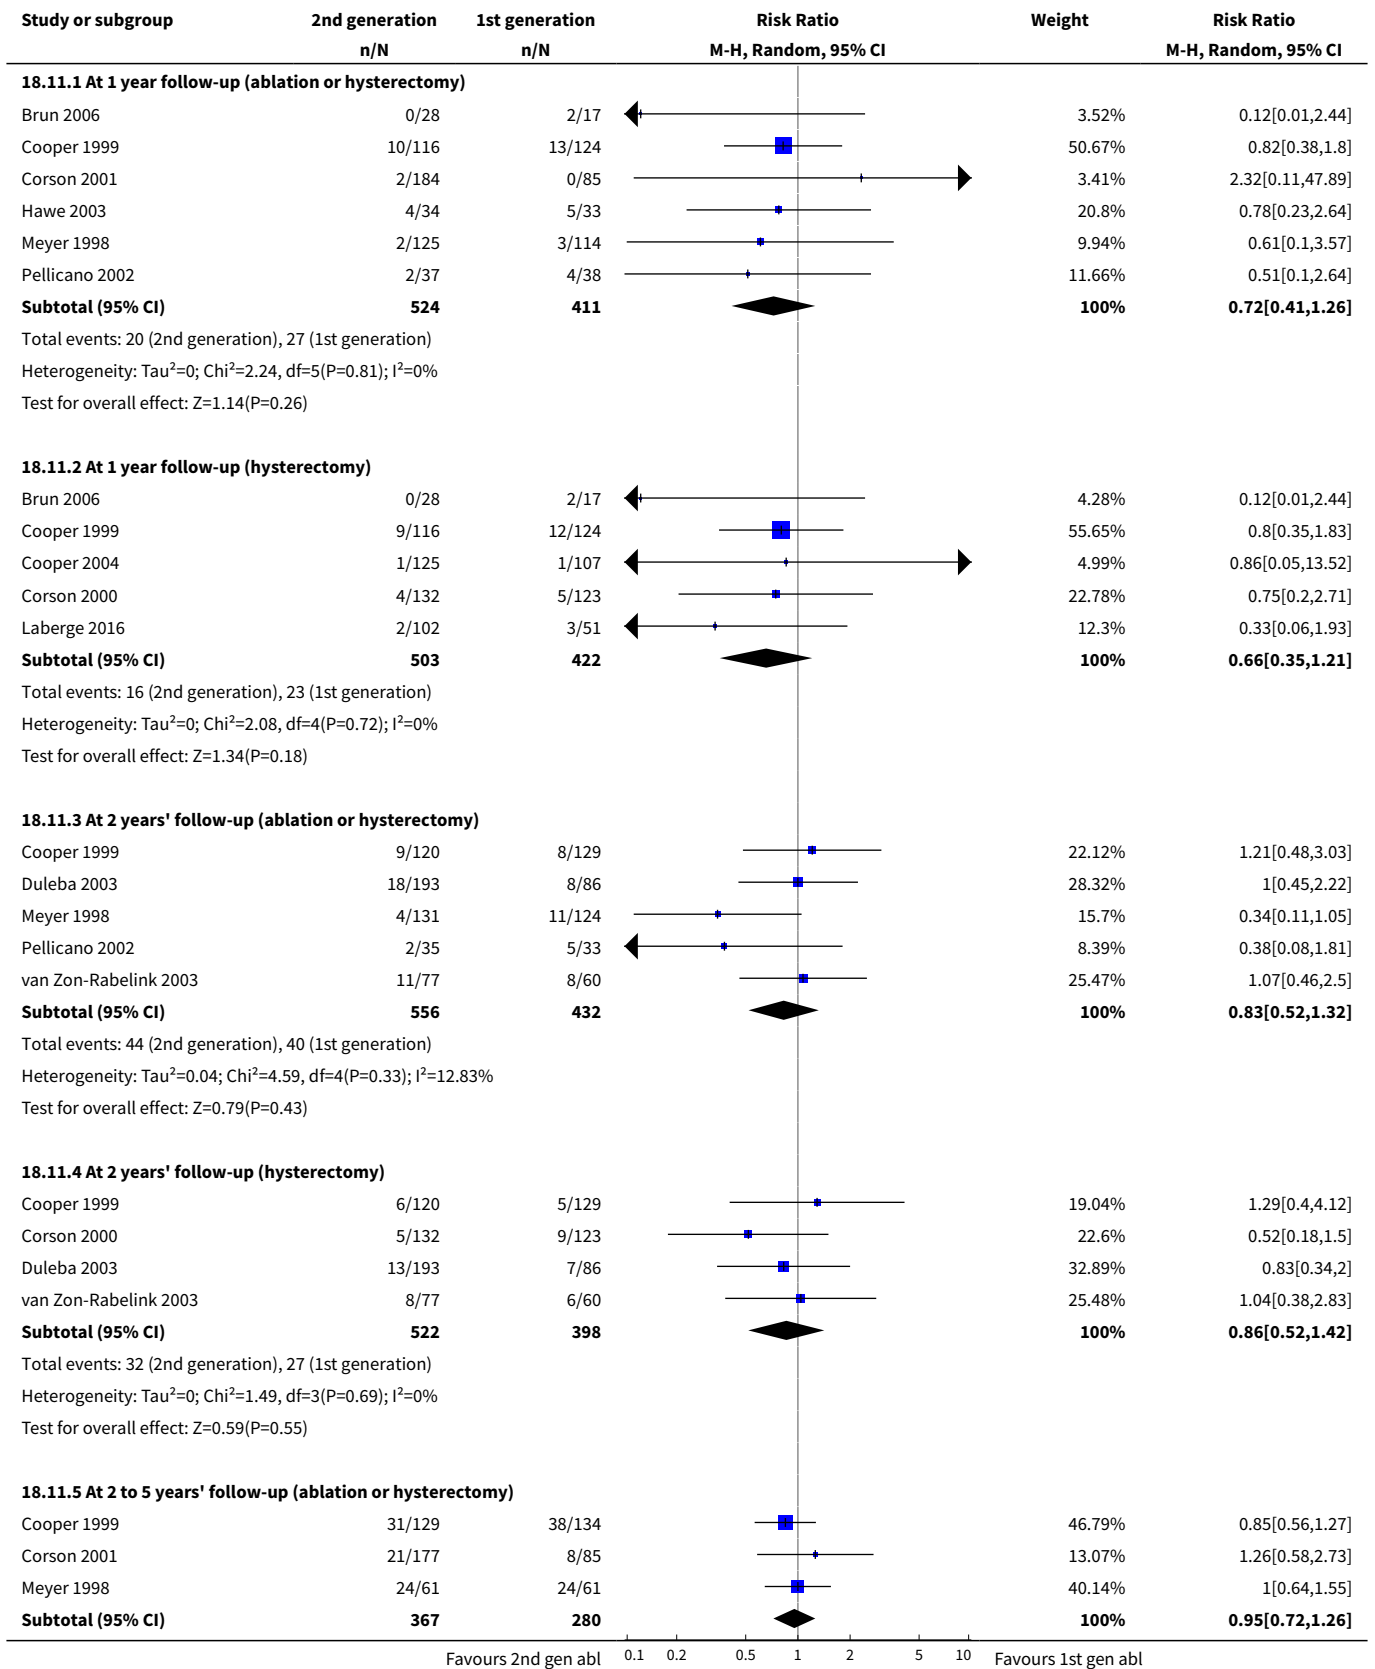 Study or subgroup 2nd generation 1st generation Risk Ratio Weight Risk Ratio
n/N n/N M-H, Random, 95% CI M-H, Random, 95% CI
18.11.1 At 1 year follow-up (ablation or hysterectomy)
Brun 2006 0/28 2/17 3.52% 0.12[0.01,2.44]
Cooper 1999 10/116 13/124 50.67% 0.82[0.38,1.8]
Corson 2001 2/184 0/85 3.41% 2.32[0.11,47.89]
Hawe 2003 4/34 5/33 20.8% 0.78[0.23,2.64]
Meyer 1998 2/125 3/114 9.94% 0.61[0.1,3.57]
Pellicano 2002 2/37 4/38 11.66% 0.51[0.1,2.64]
Subtotal (95% CI) 524 411 100% 0.72[0.41,1.26]
Total events: 20 (2nd generation), 27 (1st generation)
Heterogeneity: Tau²=0; Chi²=2.24, df=5(P=0.81); I²=0%
Test for overall effect: Z=1.14(P=0.26)
18.11.2 At 1 year follow-up (hysterectomy)
Brun 2006 0/28 2/17 4.28% 0.12[0.01,2.44]
Cooper 1999 9/116 12/124 55.65% 0.8[0.35,1.83]
Cooper 2004 1/125 1/107 4.99% 0.86[0.05,13.52]
Corson 2000 4/132 5/123 22.78% 0.75[0.2,2.71]
Laberge 2016 2/102 3/51 12.3% 0.33[0.06,1.93]
Subtotal (95% CI) 503 422 100% 0.66[0.35,1.21]
Total events: 16 (2nd generation), 23 (1st generation)
Heterogeneity: Tau²=0; Chi²=2.08, df=4(P=0.72); I²=0%
Test for overall effect: Z=1.34(P=0.18)
18.11.3 At 2 years' follow-up (ablation or hysterectomy)
Cooper 1999 9/120 8/129 22.12% 1.21[0.48,3.03]
Duleba 2003 18/193 8/86 28.32% 1[0.45,2.22]
Meyer 1998 4/131 11/124 15.7% 0.34[0.11,1.05]
Pellicano 2002 2/35 5/33 8.39% 0.38[0.08,1.81]
van Zon-Rabelink 2003 11/77 8/60 25.47% 1.07[0.46,2.5]
Subtotal (95% CI) 556 432 100% 0.83[0.52,1.32]
Total events: 44 (2nd generation), 40 (1st generation)
Heterogeneity: Tau²=0.04; Chi²=4.59, df=4(P=0.33); I²=12.83%
Test for overall effect: Z=0.79(P=0.43)
18.11.4 At 2 years' follow-up (hysterectomy)
Cooper 1999 6/120 5/129 19.04% 1.29[0.4,4.12]
Corson 2000 5/132 9/123 22.6% 0.52[0.18,1.5]
Duleba 2003 13/193 7/86 32.89% 0.83[0.34,2]
van Zon-Rabelink 2003 8/77 6/60 25.48% 1.04[0.38,2.83]
Subtotal (95% CI) 522 398 100% 0.86[0.52,1.42]
Total events: 32 (2nd generation), 27 (1st generation)
Heterogeneity: Tau²=0; Chi²=1.49, df=3(P=0.69); I²=0%
Test for overall effect: Z=0.59(P=0.55)
18.11.5 At 2 to 5 years' follow-up (ablation or hysterectomy)
Cooper 1999 31/129 38/134 46.79% 0.85[0.56,1.27]
Corson 2001 21/177 8/85 13.07% 1.26[0.58,2.73]
Meyer 1998 24/61 24/61 40.14% 1[0.64,1.55]
Subtotal (95% CI) 367 280 100% 0.95[0.72,1.26]
Favours 2nd gen abl 0.1 0.2 0.5 1 2 5 10 Favours 1st gen abl